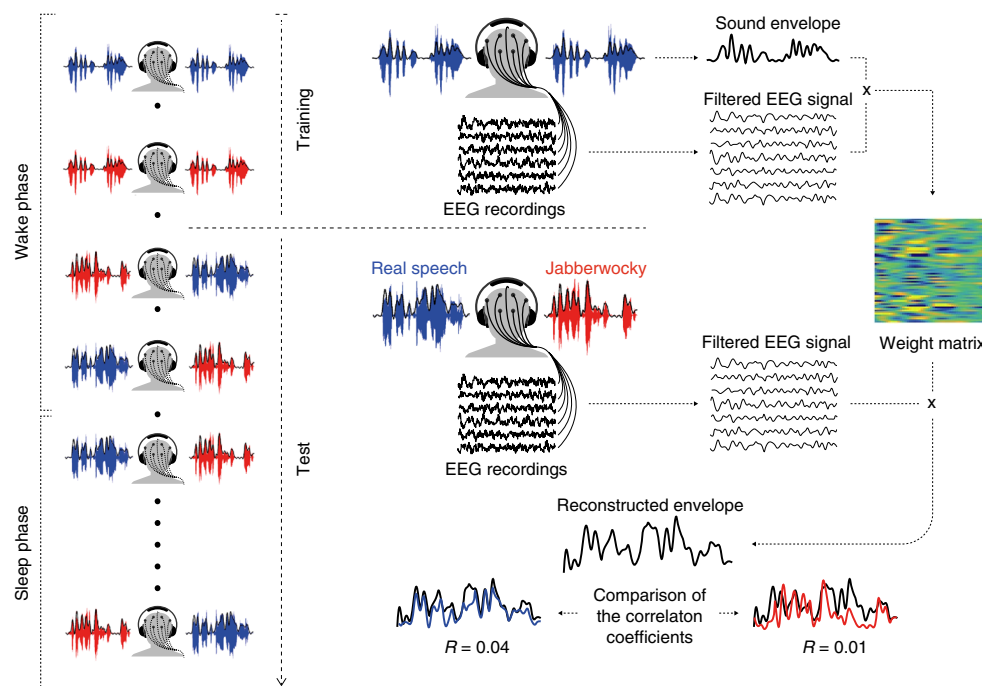 Wake phase
Sleep phase
Training
Test
EEG recordings
Sound envelope
x
Filtered EEG signal
Weight matrix
Real speech
Jabberwocky
EEG recordings
Filtered EEG signal
x
Reconstructed envelope
Comparison of
the correlaton
coefficients
R = 0.04
R = 0.01